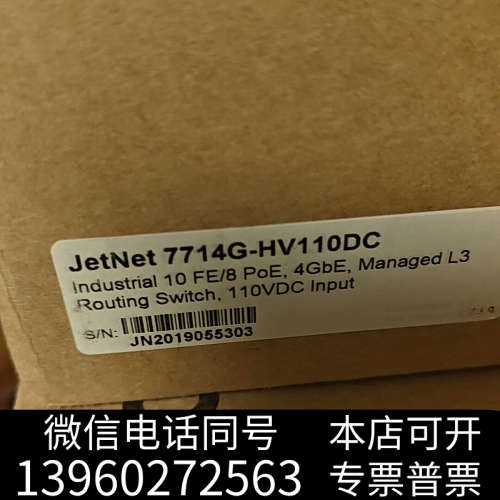 JetNet 7714G-HV110DC
Industrial 10 FE/8 PoE, 4GbE, Managed L3
Routing Switch, 110VDC Input
S/N:
JN2019055303
微信电话同号
13960272563
本店可开
专票普票